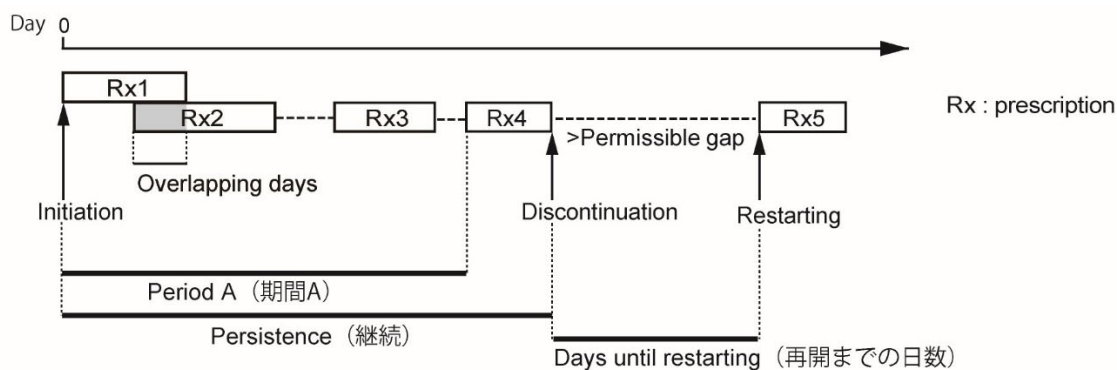 Day 0
Rx1
Rx2
Rx3
Rx4
Rx5
Rx : prescription
>Permissible gap
Overlapping days
Initiation
Discontinuation
Restarting
Period A（期間A）
Persistence（継続）
Days until restarting（再開までの日数）